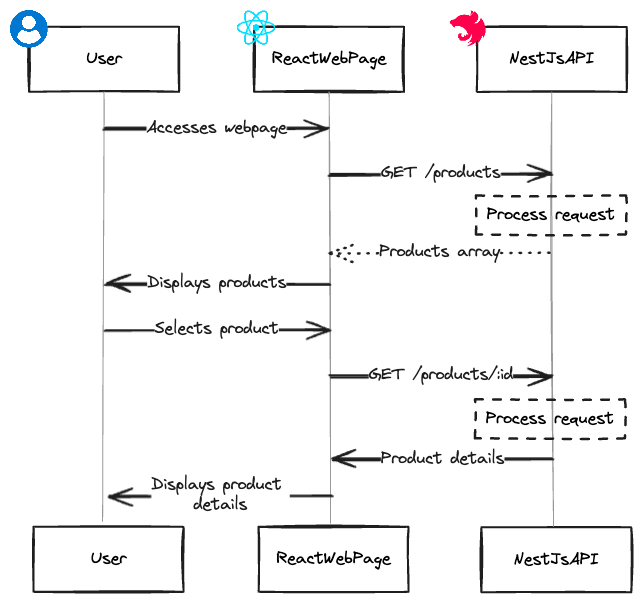 User
ReactWebPage
NestJsAPI
Accesses webpage
GET /products
Process request
Products array
Displays products
Selects product
GET /products/:id
Process request
Product details
Displays product
details
User
ReactWebPage
NestJsAPI